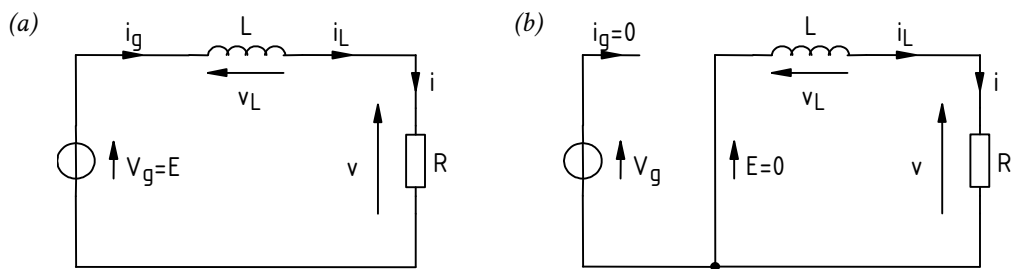 (a)
i_g
L
i_L
v_L
i
V_g=E
v
R
(b)
i_g=0
L
i_L
v_L
i
V_g
E=0
v
R